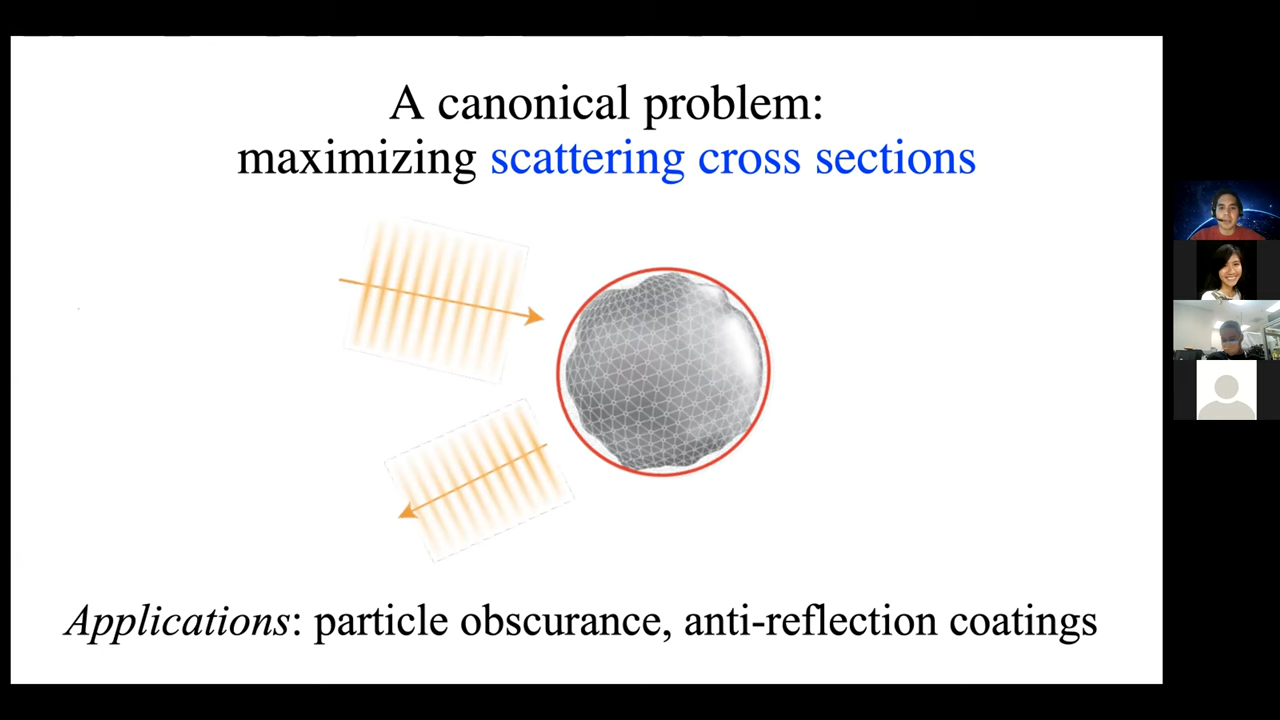 A canonical problem:
maximizing scattering cross sections
Applications: particle obscurance, anti-reflection coatings